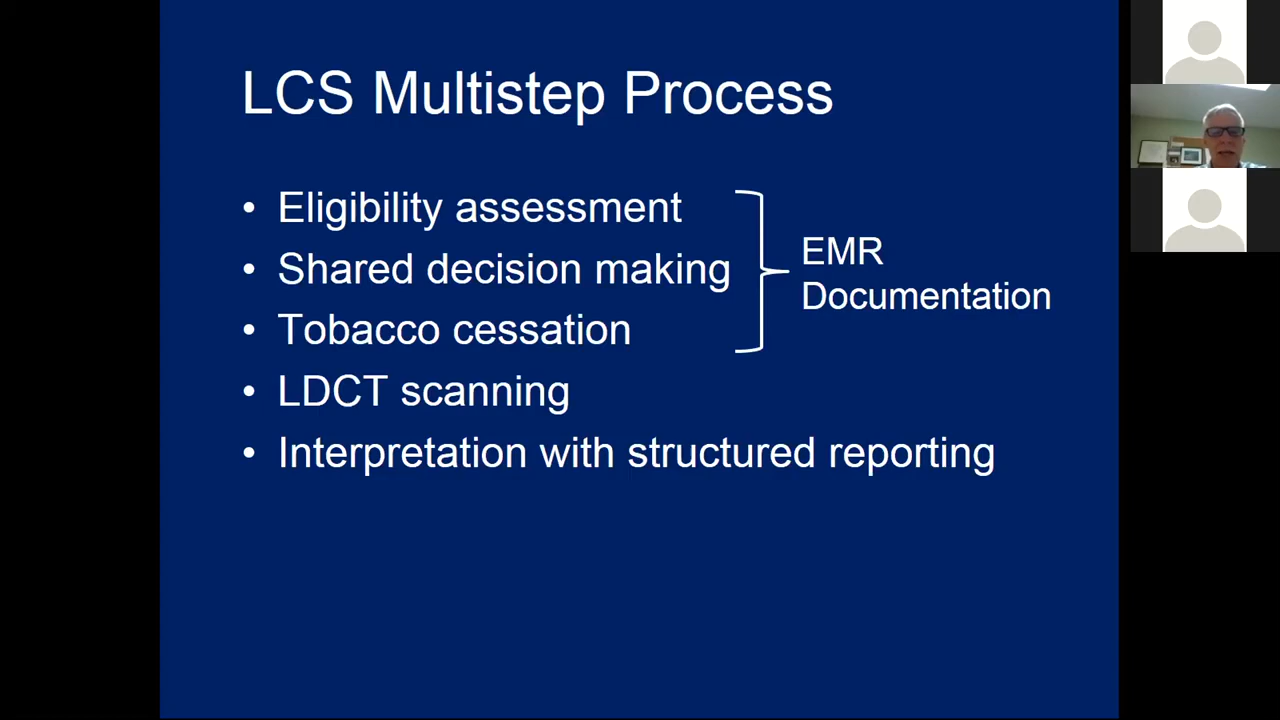 LCS Multistep Process
• Eligibility assessment
• Shared decision making
• Tobacco cessation
EMR
Documentation
• LDCT scanning
• Interpretation with structured reporting